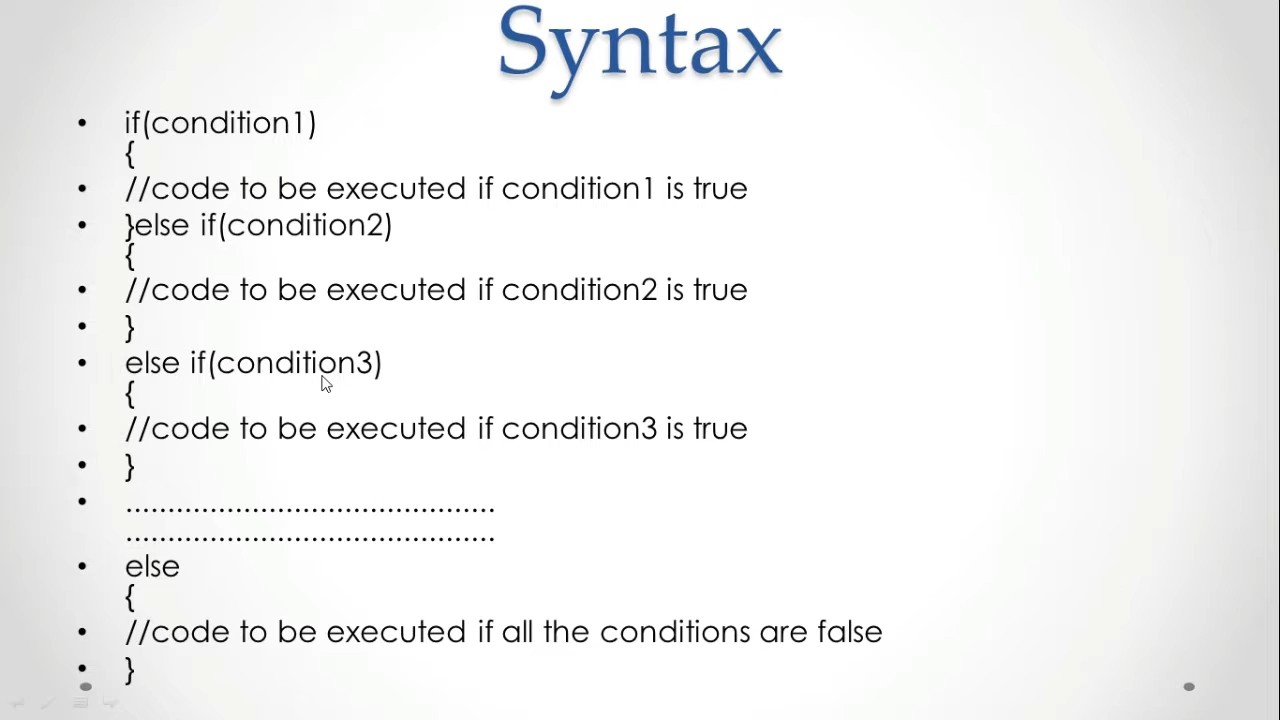 Syntax
• if(condition1)
{
• //code to be executed if condition1 is true
• }else if(condition2)
{
• //code to be executed if condition2 is true
• }
• else if(condition3)
{
• //code to be executed if condition3 is true
• }
• ............................................
............................................
• else
{
• //code to be executed if all the conditions are false
• }